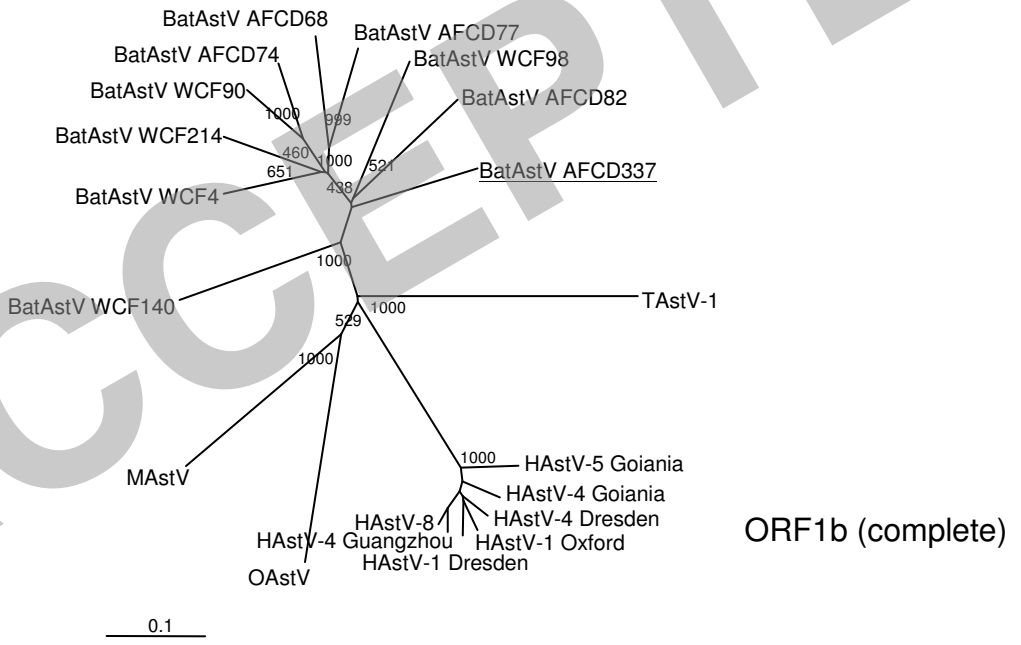 BatAstV AFCD68
BatAstV AFCD77
BatAstV AFCD74
BatAstV WCF98
BatAstV WCF90
BatAstV AFCD82
1000
999
BatAstV WCF214
460
1000
521
651
BatAstV AFCD337
438
BatAstV WCF4
1000
BatAstV WCF140
TAstV-1
1000
529
1000
1000
HAstV-5 Goiania
MAstV
HAstV-4 Goiania
HAstV-8
HAstV-4 Dresden
HAstV-4 Guangzhou
HAstV-1 Oxford
HAstV-1 Dresden
OAstV
ORF1b (complete)
0.1
CCEPT